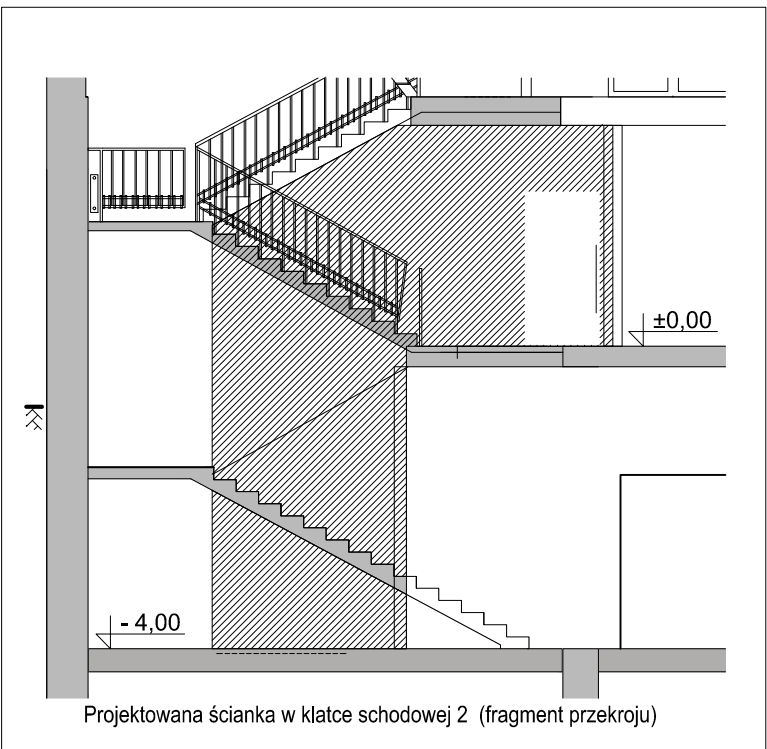 ±0,00
- 4,00
Projektowana ścianka w klatce schodowej 2 (fragment przekroju)